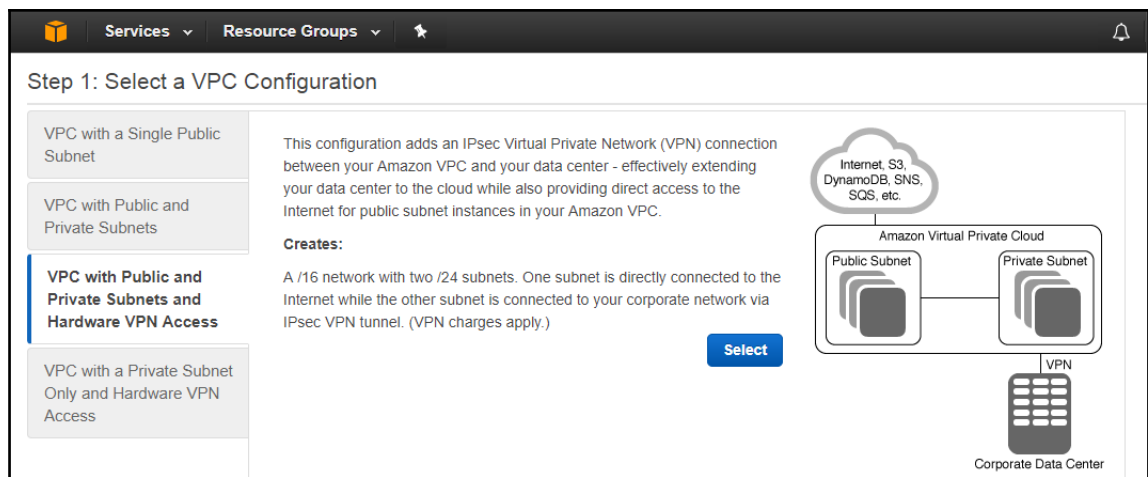 Services Resource Groups
Step 1: Select a VPC Configuration
VPC with a Single Public
Subnet
VPC with Public and
Private Subnets
VPC with Public and
Private Subnets and
Hardware VPN Access
VPC with a Private Subnet
Only and Hardware VPN
Access
This configuration adds an IPsec Virtual Private Network (VPN) connection
between your Amazon VPC and your data center - effectively extending
your data center to the cloud while also providing direct access to the
Internet for public subnet instances in your Amazon VPC.
Creates:
A /16 network with two /24 subnets. One subnet is directly connected to the
Internet while the other subnet is connected to your corporate network via
IPsec VPN tunnel. (VPN charges apply.)
Select
Internet, S3,
DynamoDB, SNS,
SQS, etc.
Amazon Virtual Private Cloud
Public Subnet
Private Subnet
VPN
Corporate Data Center